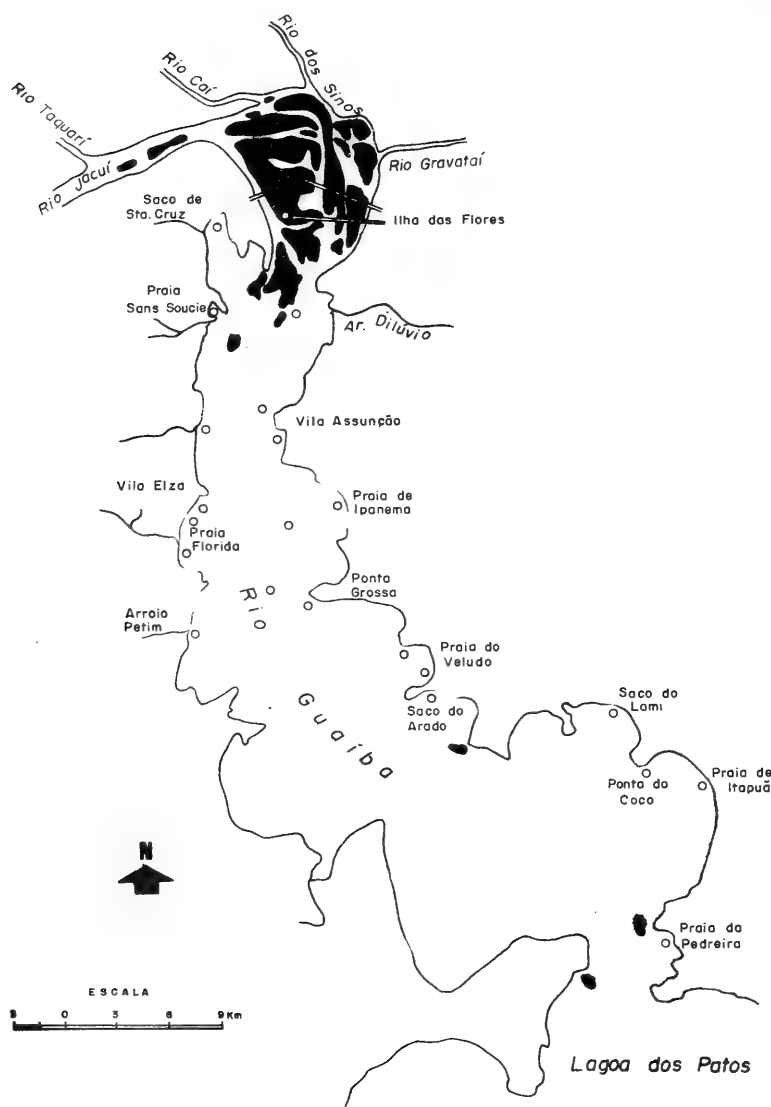 Rio dos Sinos
Rio Caí
Rio Taquarí
Rio Jacuí
Rio Gravataí
Saco de
Sta. Cruz
Ilha das Flores
Praia
Sans Soucie
Ar. Dilúvio
Vila Assunção
Vila Elza
Praia de
Ipanema
Praia
Florida
Ponta
Grossa
Rio
Arroio
Petim
Praia do
Veludo
Guaíba
Saco do
Arado
Saco do
Lami
Ponta do
Coco
Praia de
Itapuã
N
Praia da
Pedreira
ESCALA
3 0 3 6 9 Km
Lagoa dos Patos